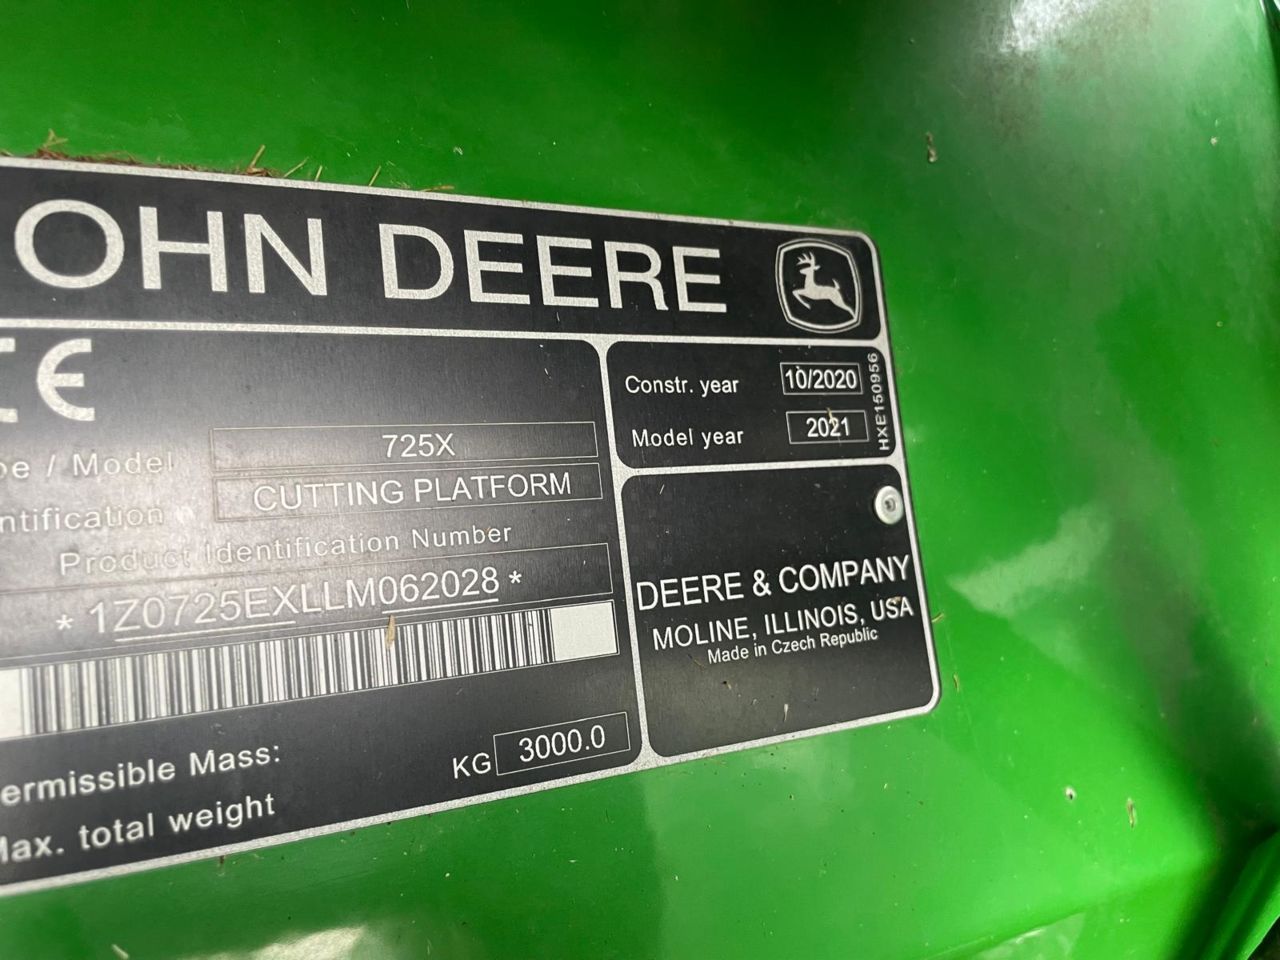 OHN DEERE
CE
Constr. year 10/2020
Model year 2021
HXE150956
pe / Model 725X
ntification n CUTTING PLATFORM
Product Identification Number
* 1Z0725EXLLM062028 *
DEERE & COMPANY
MOLINE, ILLINOIS, USA
Made in Czech Republic
ermissible Mass:
Max. total weight
KG 3000.0